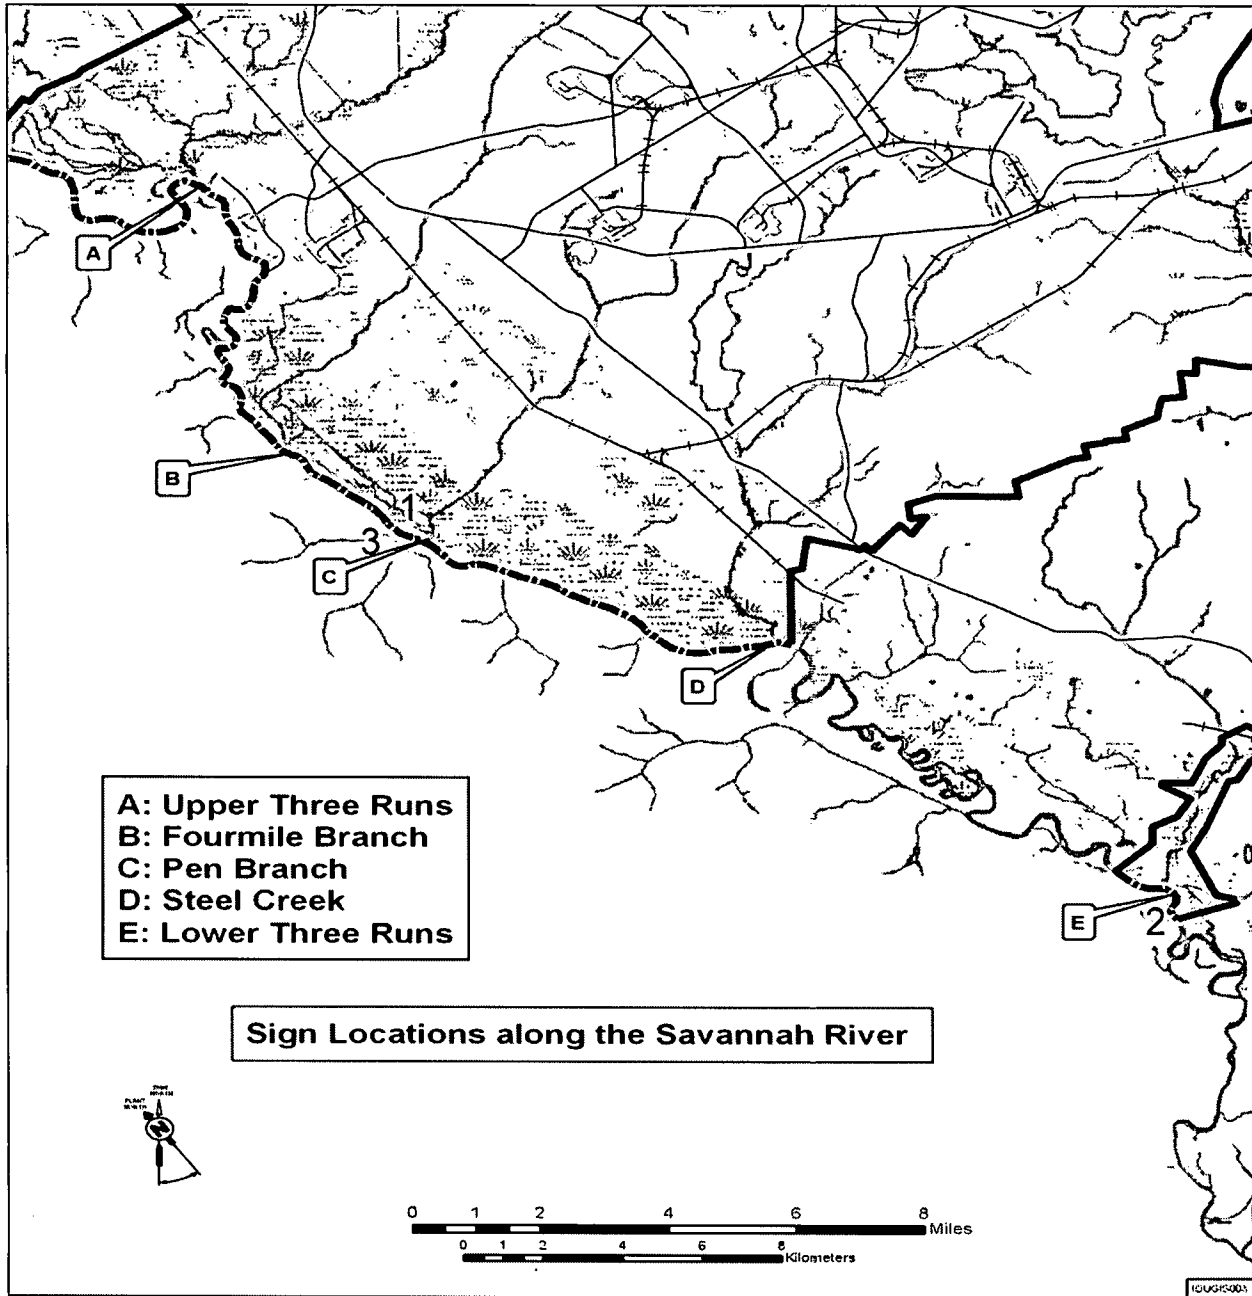 A
B
1
3
C
D
A: Upper Three Runs
B: Fourmile Branch
C: Pen Branch
D: Steel Creek
E: Lower Three Runs
E
2
Sign Locations along the Savannah River
N
0 1 2 4 6 8
Miles
0 1 2 4 6 8
Kilometers